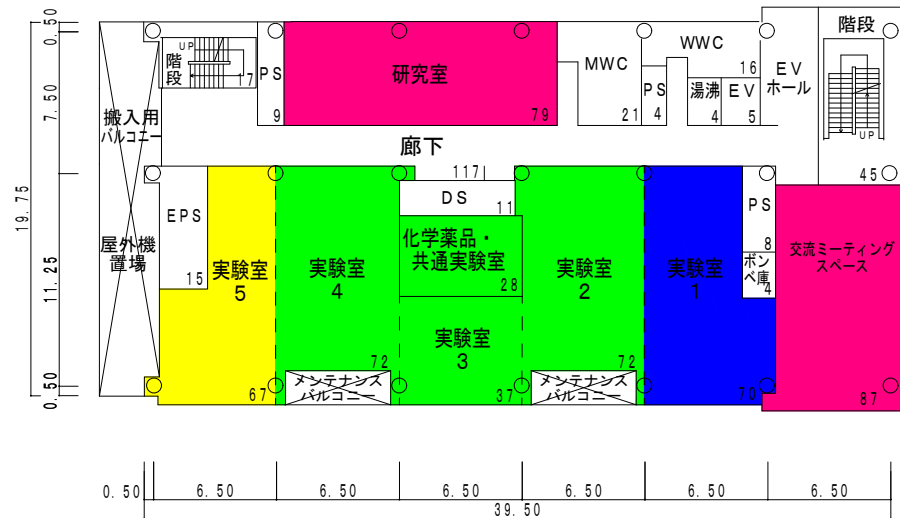 0.50
7.50
19.75
11.25
0.50
階段
UP
17
PS
9
研究室
79
MWC
21
WWC
16
PS
4
湯沸
4
EV
5
EV
ホール
階段
UP
45
搬入用
バルコニー
廊下
117
屋外機
置場
EPS
15
実験室
5
67
実験室
4
72
メンテナンス
バルコニー
DS
11
化学薬品・
共通実験室
28
実験室
3
37
実験室
2
72
メンテナンス
バルコニー
実験室
1
70
PS
8
ボン
ベ庫
4
交流ミーティング
スペース
87
0.50
6.50
6.50
6.50
6.50
6.50
6.50
39.50